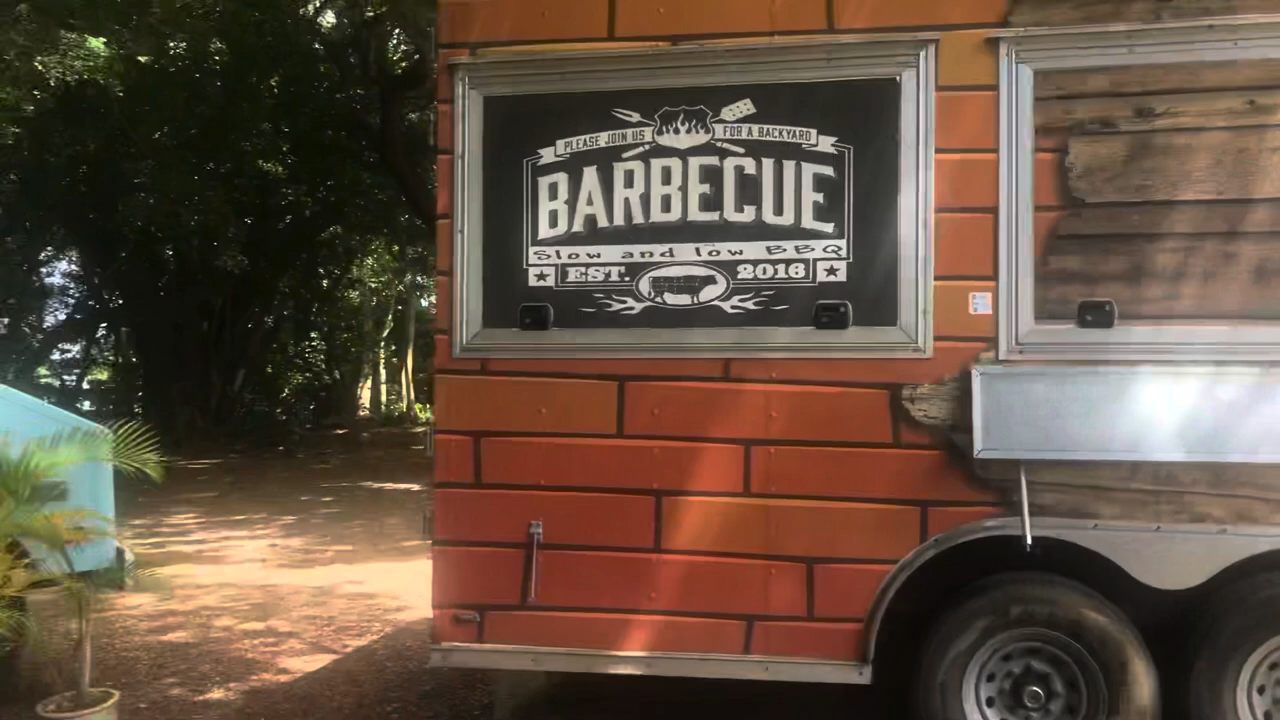 PLEASE JOIN US FOR A BACKYARD
BARBECUE
Slow and low BBQ
EST. 2016